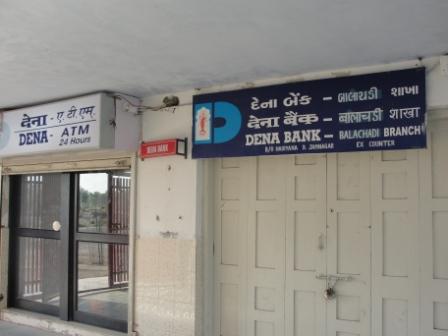 देना - ए.टी.एम.
DENA - ATM
24 Hours
DENA BANK
દેના બેંક - બાલાચડી શાખા
देना बैंक - बालाचडी शाखा
DENA BANK - BALACHADI BRANCH
EX COUNTER